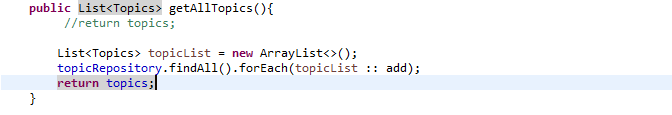 public List<Topics> getAllTopics(){
//return topics;
List<Topics> topicList = new ArrayList<>();
topicRepository.findAll().forEach(topicList :: add);
return topics;
}